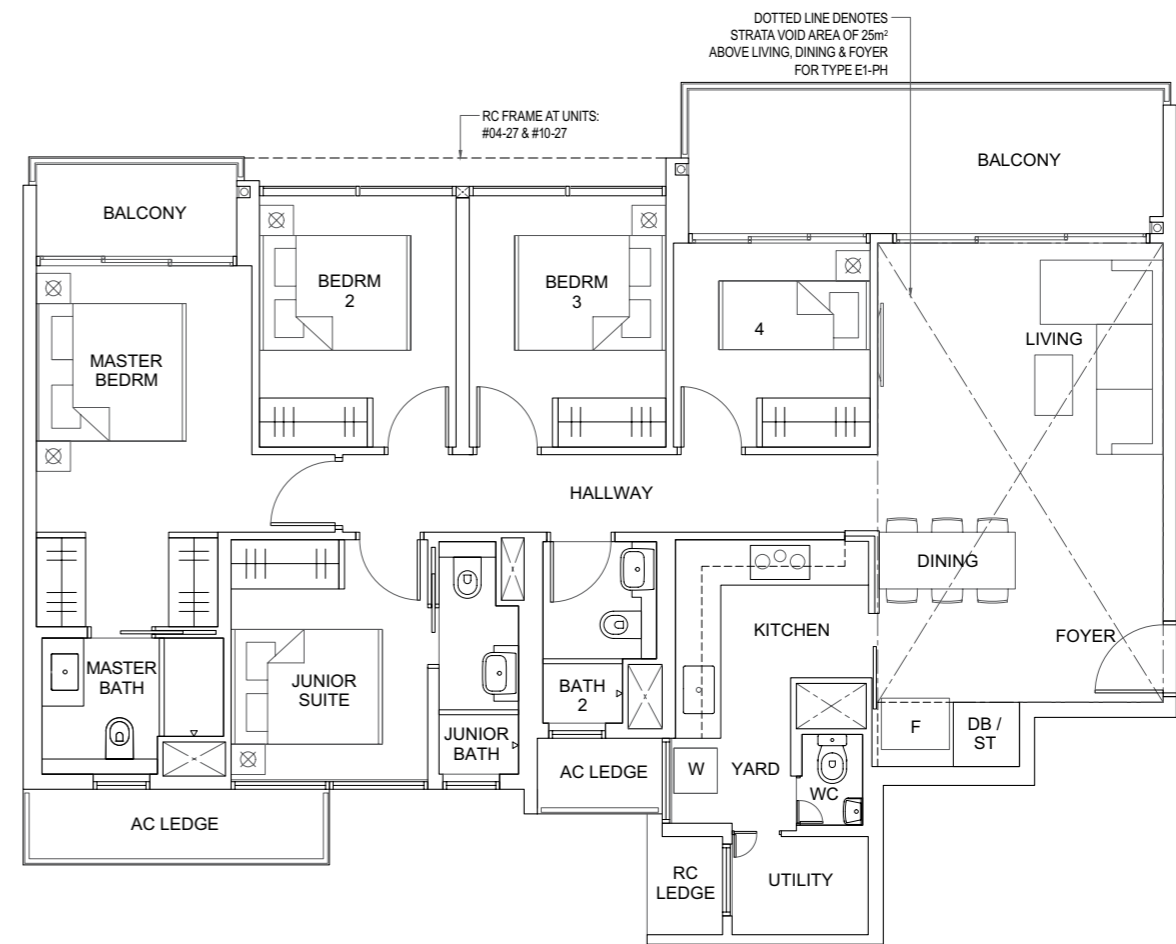 DOTTED LINE DENOTES
STRATA VOID AREA OF 25m²
ABOVE LIVING, DINING & FOYER
FOR TYPE E1-PH
RC FRAME AT UNITS:
#04-27 & #10-27
BALCONY
BALCONY
BEDRM
2
BEDRM
3
4
LIVING
MASTER
BEDRM
HALLWAY
DINING
KITCHEN
FOYER
MASTER
BATH
JUNIOR
SUITE
BATH
2
JUNIOR
BATH
F
DB /
ST
AC LEDGE
W
YARD
WC
AC LEDGE
RC
LEDGE
UTILITY